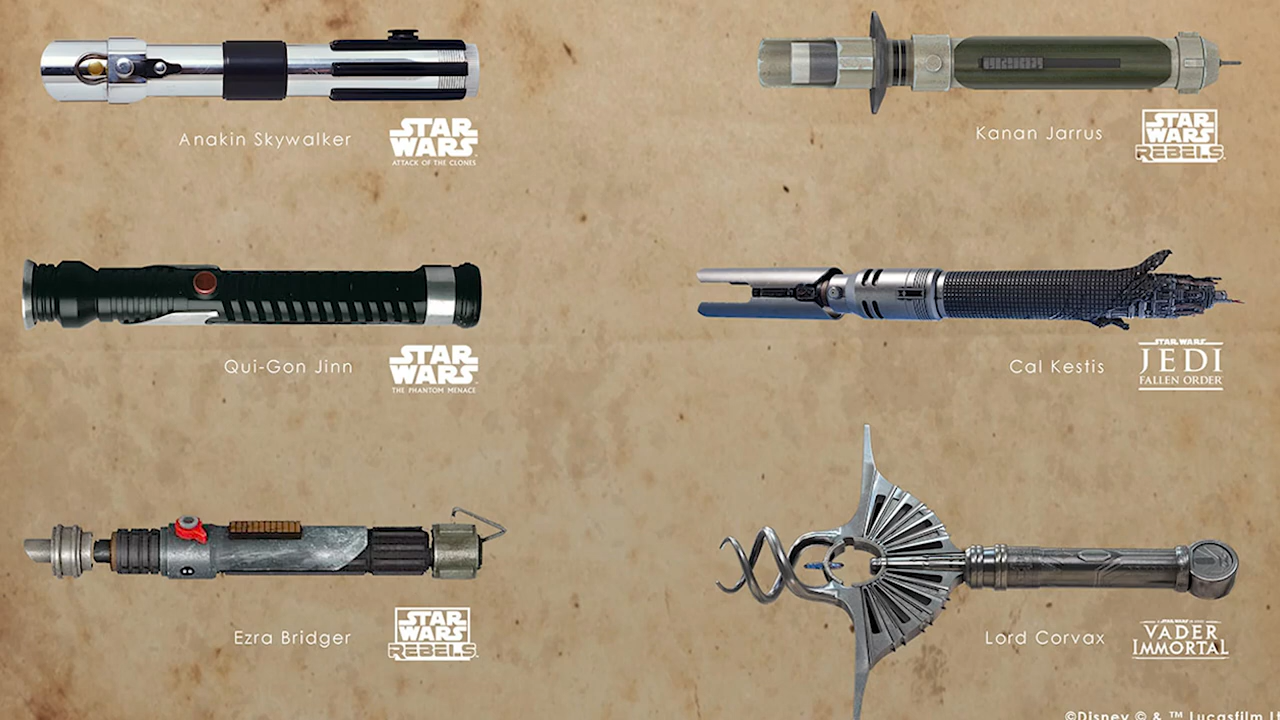 Anakin Skywalker
STAR
WARS
ATTACK OF THE CLONES
Kanan Jarrus
STAR
WARS
REBELS
Qui-Gon Jinn
STAR
WARS
THE PHANTOM MENACE
Cal Kestis
STAR WARS
JEDI
FALLEN ORDER
Ezra Bridger
STAR
WARS
REBELS
Lord Corvax
STAR WARS
VADER
IMMORTAL
©Disney © & ™ Lucasfilm